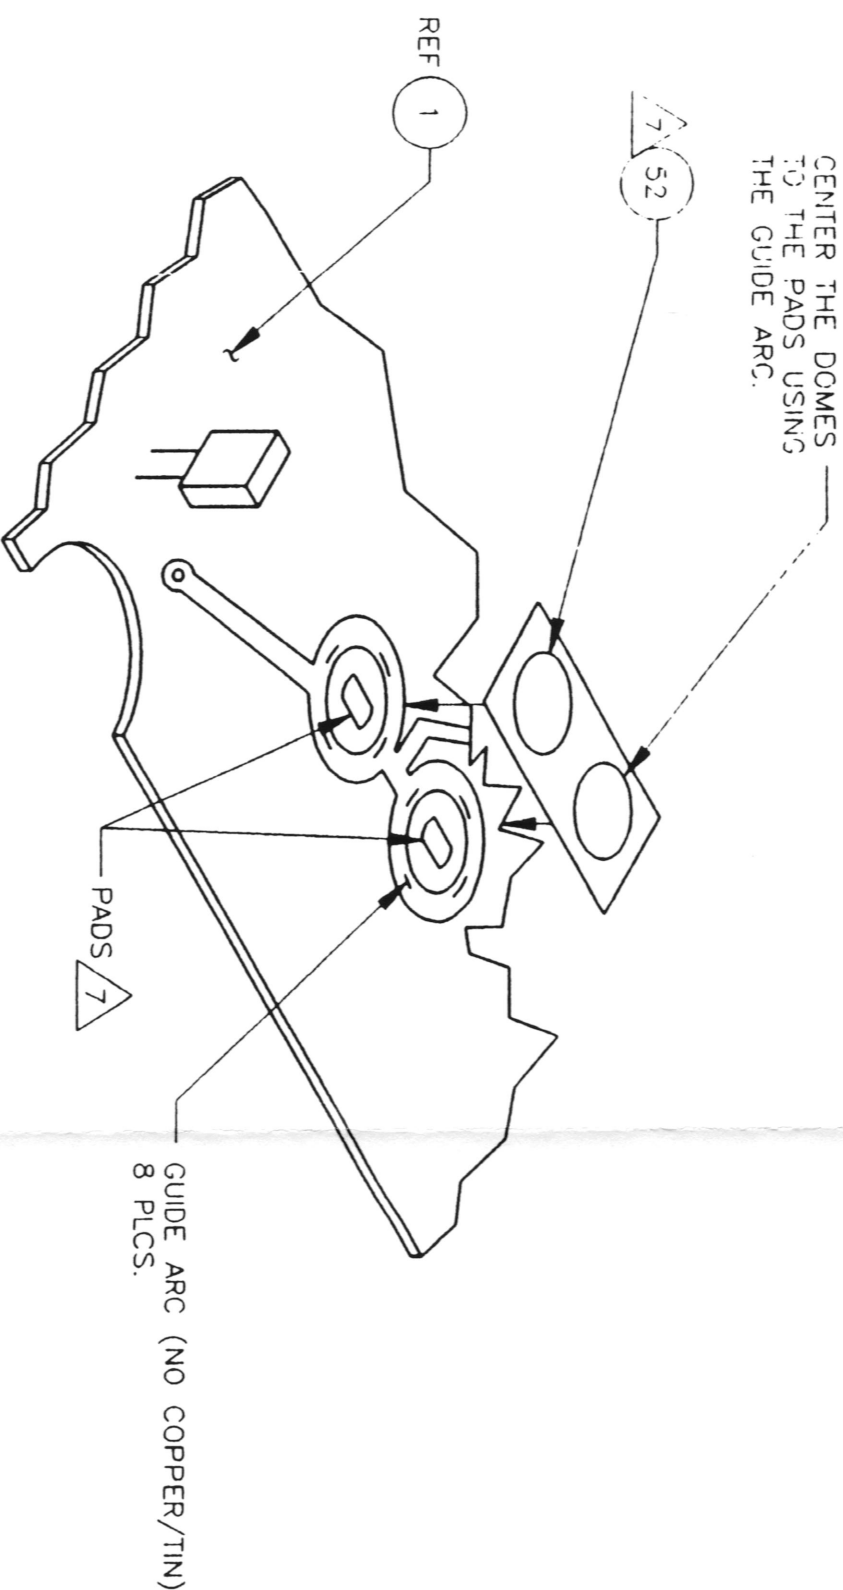 CENTER THE DOMES
TO THE PADS USING
THE GUIDE ARC.
7
52
REF 1
PADS 7
GUIDE ARC (NO COPPER/TIN)
8 PLCS.